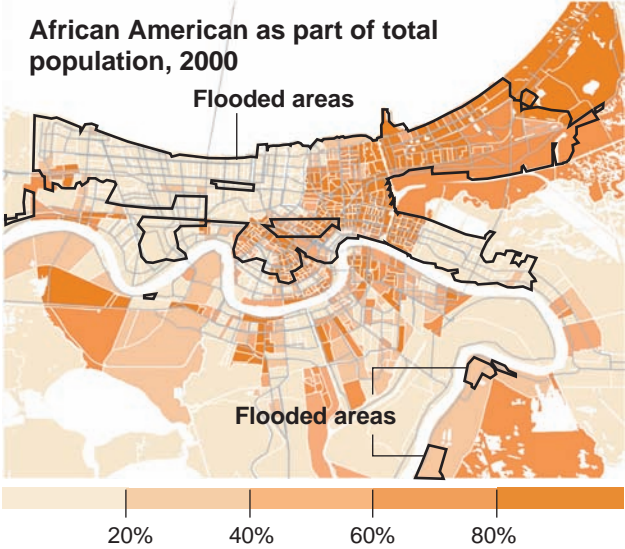 African American as part of total
population, 2000
Flooded areas
Flooded areas
20%
40%
60%
80%